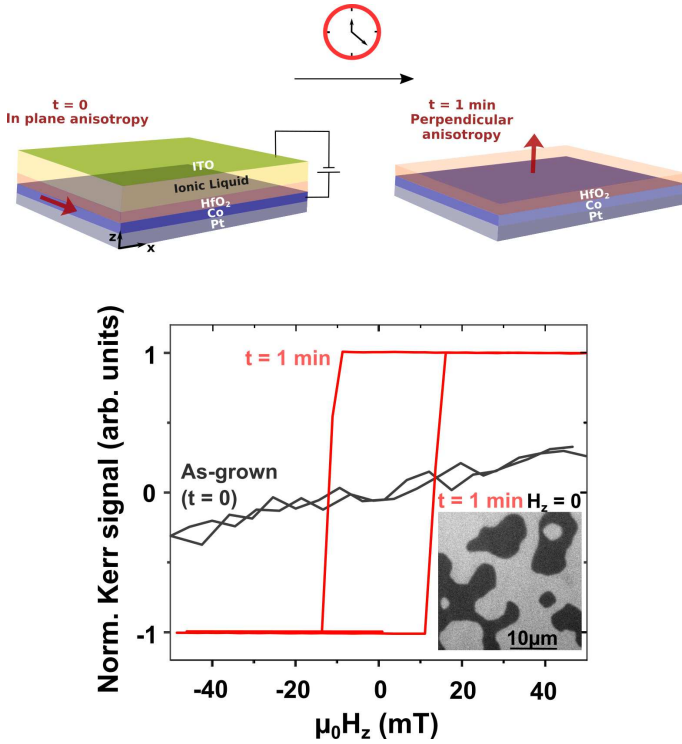 t = 0
In plane anisotropy
t = 1 min
Perpendicular
anisotropy
ITO
Ionic Liquid
HfO₂
Co
Pt
z
x
HfO₂
Co
Pt
Norm. Kerr signal (arb. units)
1
0
-1
t = 1 min
As-grown
(t = 0)
t = 1 min H_z = 0
10μm
-40
-20
0
20
40
μ₀H_z (mT)